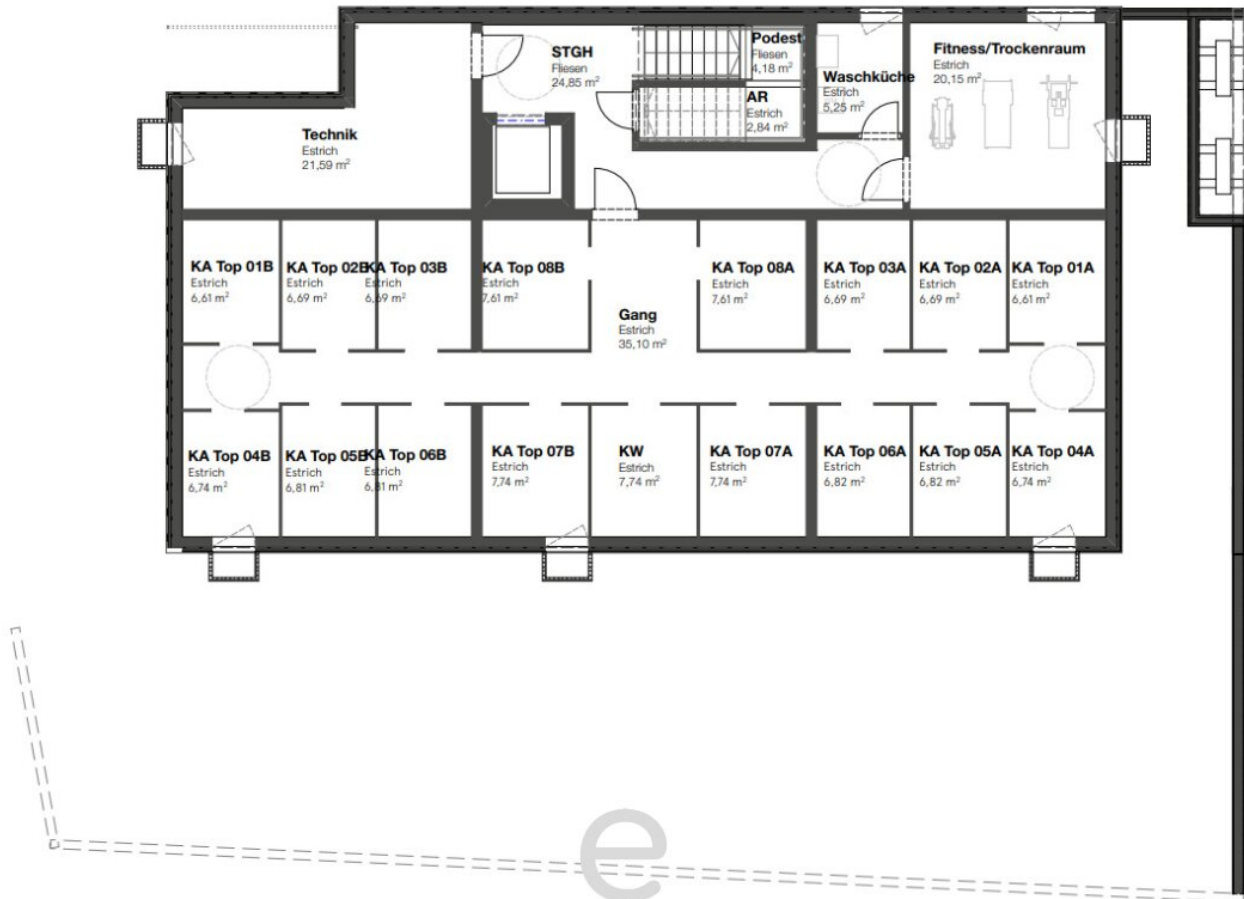 STGH
Fliesen
24,85 m²
Podest
Fliesen
4,18 m²
AR
Estrich
2,84 m²
Waschküche
Estrich
5,25 m²
Fitness/Trockenraum
Estrich
20,15 m²
Technik
Estrich
21,59 m²
KA Top 01B
Estrich
6,61 m²
KA Top 02B
Estrich
6,69 m²
KA Top 03B
Estrich
6,69 m²
KA Top 08B
Estrich
7,61 m²
Gang
Estrich
35,10 m²
KA Top 08A
Estrich
7,61 m²
KA Top 03A
Estrich
6,69 m²
KA Top 02A
Estrich
6,69 m²
KA Top 01A
Estrich
6,61 m²
KA Top 04B
Estrich
6,74 m²
KA Top 05B
Estrich
6,81 m²
KA Top 06B
Estrich
6,81 m²
KA Top 07B
Estrich
7,74 m²
KW
Estrich
7,74 m²
KA Top 07A
Estrich
7,74 m²
KA Top 06A
Estrich
6,82 m²
KA Top 05A
Estrich
6,82 m²
KA Top 04A
Estrich
6,74 m²
e